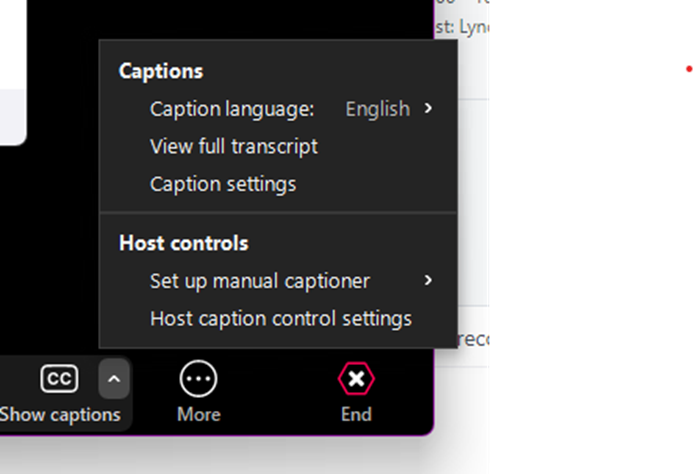 st: Lyn
Captions
Caption language: English
View full transcript
Caption settings
Host controls
Set up manual captioner
Host caption control settings
rec
CC
Show captions
More
End